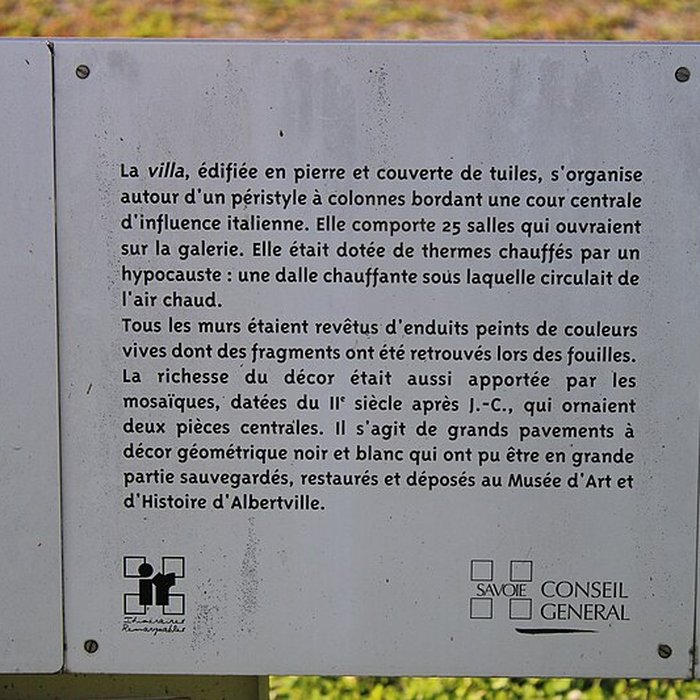 La villa, édifiée en pierre et couverte de tuiles, s'organise
autour d'un péristyle à colonnes bordant une cour centrale
d'influence italienne. Elle comporte 25 salles qui ouvraient
sur la galerie. Elle était dotée de thermes chauffés par un
hypocauste : une dalle chauffante sous laquelle circulait de
l'air chaud.
Tous les murs étaient revêtus d'enduits peints de couleurs
vives dont des fragments ont été retrouvés lors des fouilles.
La richesse du décor était aussi apportée par les
mosaïques, datées du IIe siècle après J.-C., qui ornaient
deux pièces centrales. Il s'agit de grands pavements à
décor géométrique noir et blanc qui ont pu être en grande
partie sauvegardés, restaurés et déposés au Musée d'Art et
d'Histoire d'Albertville.
ir
Itinéraires
Remarquables
SAVOIE CONSEIL
GENERAL